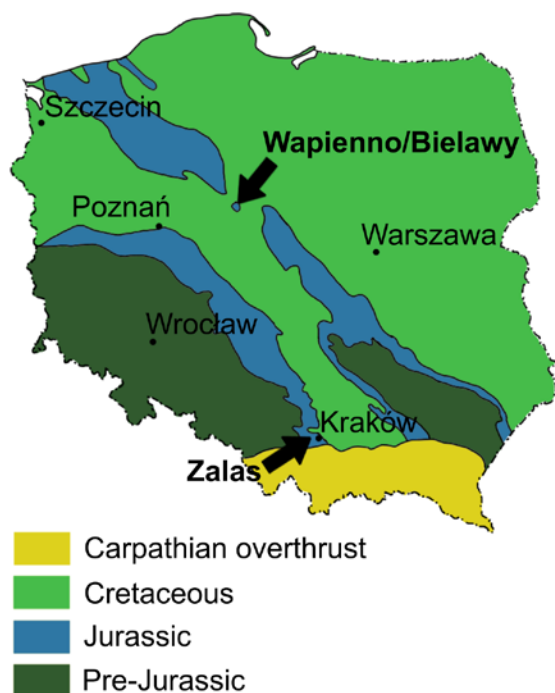 Szczecin
Wapienno/Bielawy
Poznań
Warszawa
Wrocław
Kraków
Zalas
Carpathian overthrust
Cretaceous
Jurassic
Pre-Jurassic